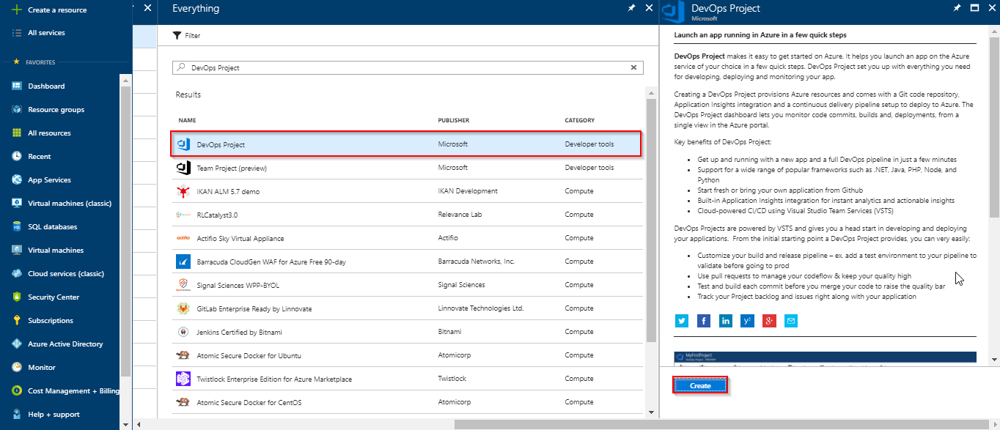 Create a resource
All services
FAVORITES
Dashboard
Resource groups
All resources
Recent
App Services
Virtual machines (classic)
SQL databases
Virtual machines
Cloud services (classic)
Security Center
Subscriptions
Azure Active Directory
Monitor
Cost Management + Billing
Help + support
Everything
Filter
DevOps Project
Results
NAME PUBLISHER CATEGORY
DevOps Project Microsoft Developer tools
Team Project (preview) Microsoft Developer tools
IKAN ALM 5.7 demo IKAN Development Compute
RLCatalyst3.0 Relevance Lab Compute
Actifio Sky Virtual Appliance Actifio Compute
Barracuda CloudGen WAF for Azure Free 90-day Barracuda Networks, Inc. Compute
Signal Sciences WPP-BYOL Signal Sciences Compute
GitLab Enterprise Ready by Linnovate Linnovate Technologies Ltd. Compute
Jenkins Certified by Bitnami Bitnami Compute
Atomic Secure Docker for Ubuntu Atomicorp Compute
Twistlock Enterprise Edition for Azure Marketplace Twistlock Compute
Atomic Secure Docker for CentOS Atomicorp Compute
DevOps Project
Microsoft
Launch an app running in Azure in a few quick steps
DevOps Project makes it easy to get started on Azure. It helps you launch an app on the Azure
service of your choice in a few quick steps. DevOps Project set you up with everything you need
for developing, deploying and monitoring your app.
Creating a DevOps Project provisions Azure resources and comes with a Git code repository,
Application Insights integration and a continuous delivery pipeline setup to deploy to Azure. The
DevOps Project dashboard lets you monitor code commits, builds and, deployments, from a
single view in the Azure portal.
Key benefits of DevOps Project:
• Get up and running with a new app and a full DevOps pipeline in just a few minutes
• Support for a wide range of popular frameworks such as .NET, Java, PHP, Node, and
Python
• Start fresh or bring your own application from Github
• Built-in Application Insights integration for instant analytics and actionable insights
• Cloud-powered CI/CD using Visual Studio Team Services (VSTS)
DevOps Projects are powered by VSTS and gives you a head start in developing and deploying
your applications. From the initial starting point a DevOps Project provides, you can very easily:
• Customize your build and release pipeline – ex. add a test environment to your pipeline to
validate before going to prod
• Use pull requests to manage your codeflow & keep your quality high
• Test and build each commit before you merge your code to raise the quality bar
• Track your Project backlog and issues right along with your application
MyFirstProject
Create